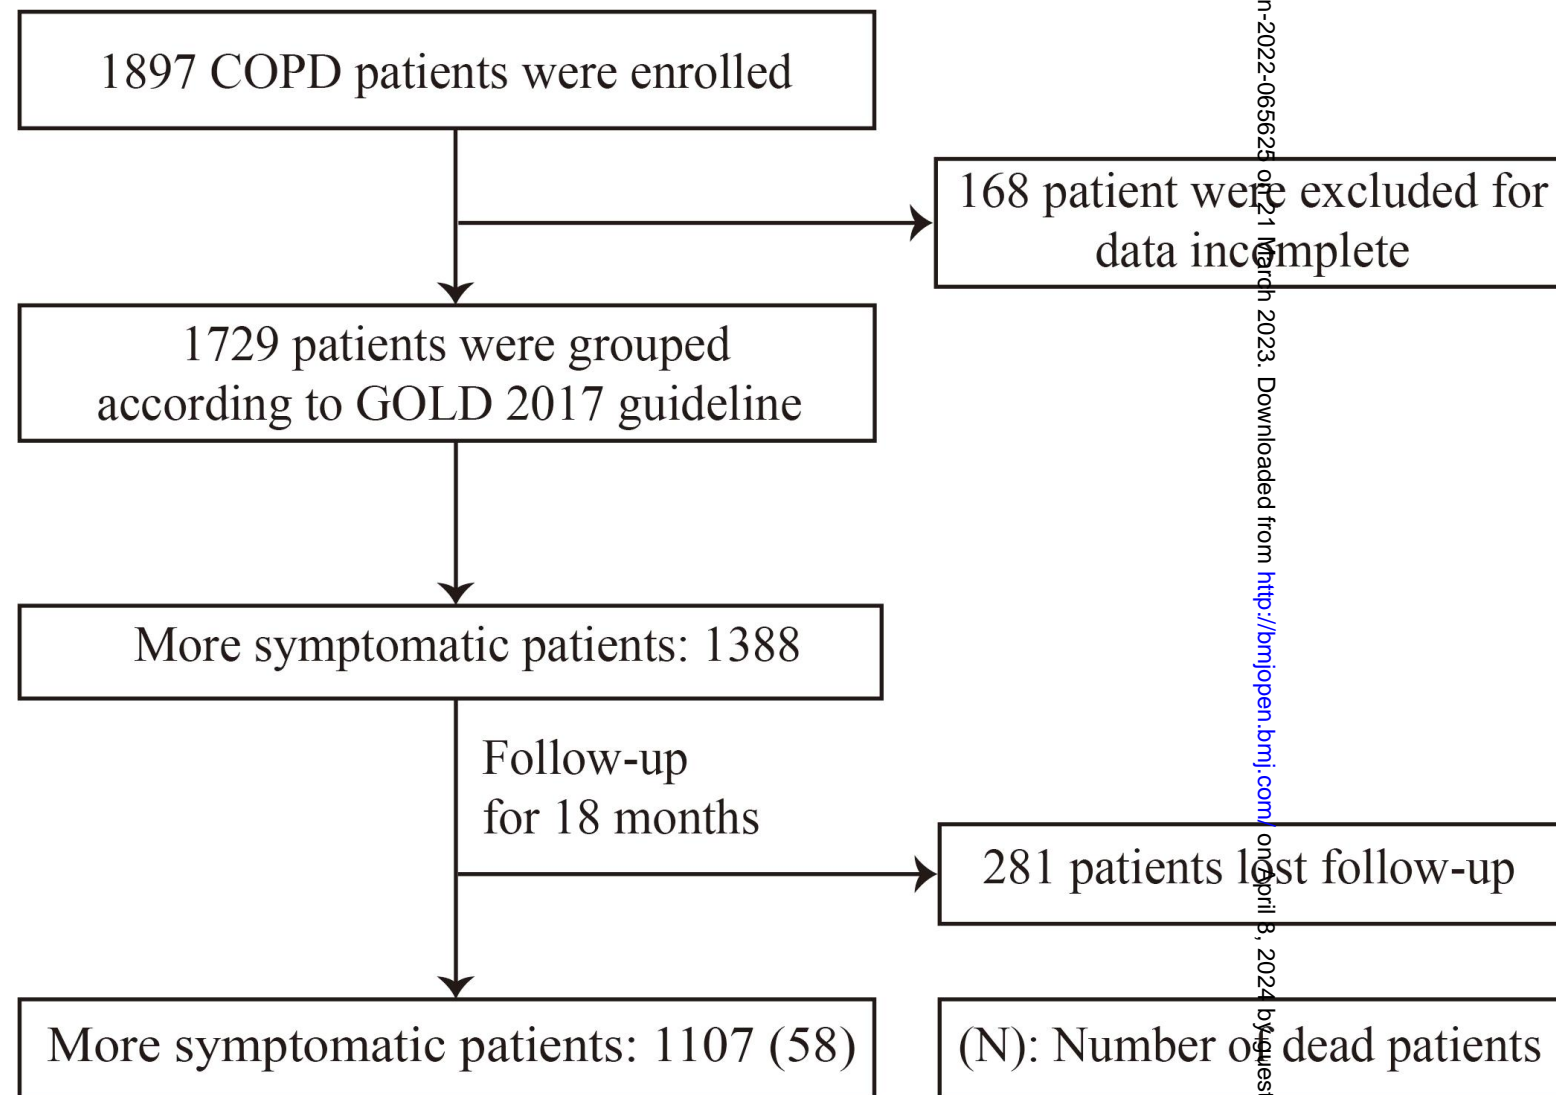 1897 COPD patients were enrolled
168 patient were excluded for
data incomplete
1729 patients were grouped
according to GOLD 2017 guideline
More symptomatic patients: 1388
Follow-up
for 18 months
281 patients lost follow-up
More symptomatic patients: 1107 (58)
(N): Number of dead patients
n-2022-065625 on 21 March 2023. Downloaded from http://bmjopen.bmj.com/ on April 8, 2024 by guest